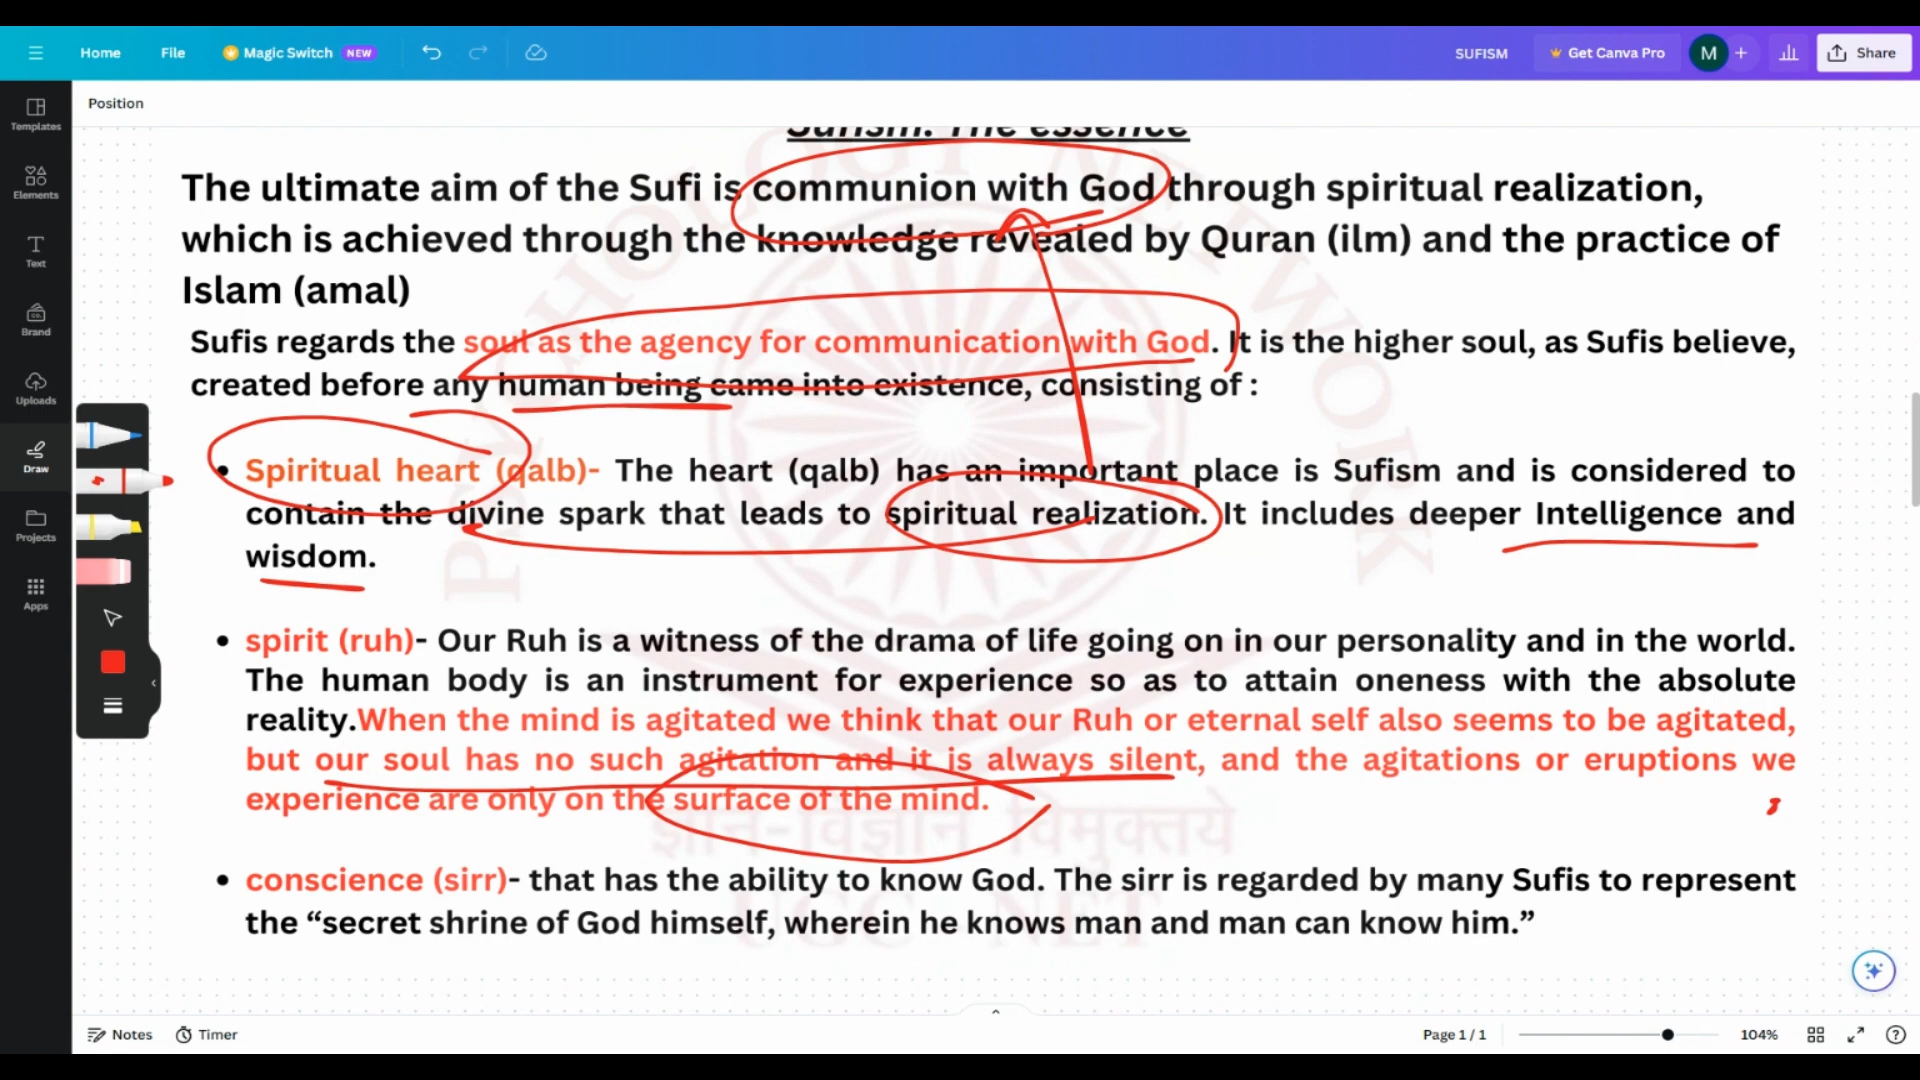 Home File Magic Switch NEW SUFISM Get Canva Pro M + Share
Position
Templates
Elements
Text
Brand
Uploads
Draw
Projects
Apps
Sufism: The essence
The ultimate aim of the Sufi is communion with God through spiritual realization,
which is achieved through the knowledge revealed by Quran (ilm) and the practice of
Islam (amal)
Sufis regards the soul as the agency for communication with God. It is the higher soul, as Sufis believe,
created before any human being came into existence, consisting of :
• Spiritual heart (qalb)- The heart (qalb) has an important place is Sufism and is considered to
contain the divine spark that leads to spiritual realization. It includes deeper Intelligence and
wisdom.
• spirit (ruh)- Our Ruh is a witness of the drama of life going on in our personality and in the world.
The human body is an instrument for experience so as to attain oneness with the absolute
reality.When the mind is agitated we think that our Ruh or eternal self also seems to be agitated,
but our soul has no such agitation and it is always silent, and the agitations or eruptions we
experience are only on the surface of the mind.
• conscience (sirr)- that has the ability to know God. The sirr is regarded by many Sufis to represent
the “secret shrine of God himself, wherein he knows man and man can know him.”
ज्ञान-विज्ञान विमुक्तये
UGC NET
Notes Timer Page 1 / 1 104%